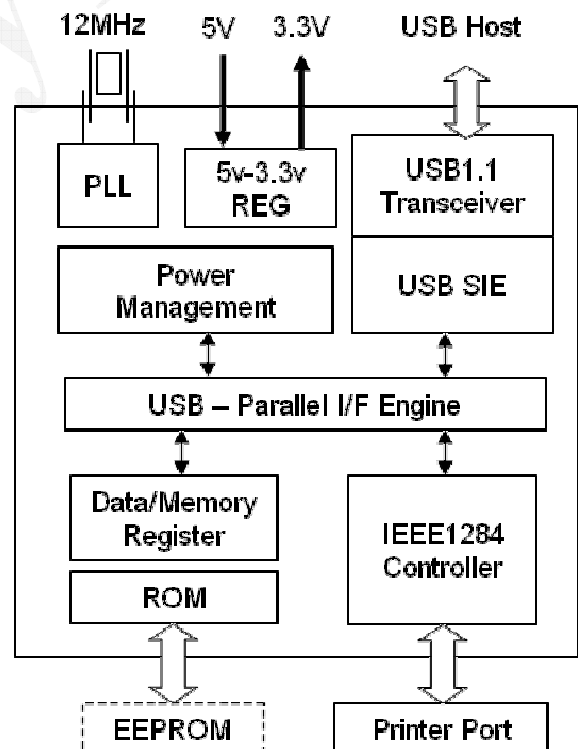 12MHz
5V
3.3V
USB Host
PLL
5v-3.3v
REG
USB1.1
Transceiver
Power
Management
USB SIE
USB – Parallel I/F Engine
Data/Memory
Register
IEEE1284
Controller
ROM
EEPROM
Printer Port